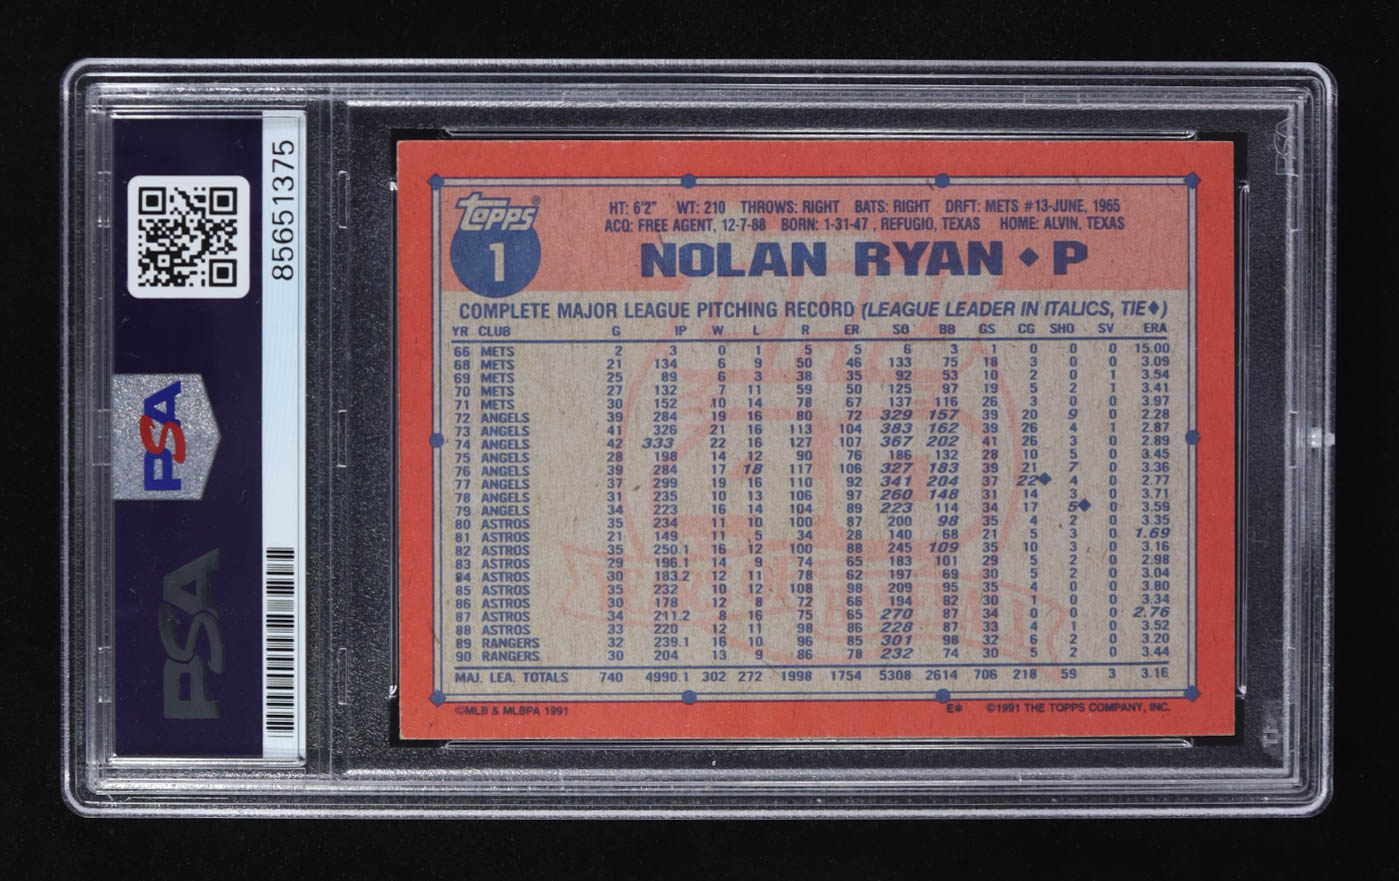 85651375
PSA
PSA
Topps®
1
HT: 6'2" WT: 210 THROWS: RIGHT BATS: RIGHT DRFT: METS #13-JUNE, 1965
ACQ: FREE AGENT, 12-7-88 BORN: 1-31-47, REFUGIO, TEXAS HOME: ALVIN, TEXAS
NOLAN RYAN ◆ P
COMPLETE MAJOR LEAGUE PITCHING RECORD (LEAGUE LEADER IN ITALICS, TIE◆)
YR CLUB G IP W L R ER SO BB GS CG SHO SV ERA
66 METS 2 3 0 1 5 5 6 3 1 0 0 0 15.00
68 METS 21 134 6 9 50 46 133 75 18 3 0 0 3.09
69 METS 25 89 6 3 38 35 92 53 10 2 0 1 3.54
70 METS 27 132 7 11 59 50 125 97 19 5 2 1 3.41
71 METS 30 152 10 14 78 67 137 116 26 3 0 0 3.97
72 ANGELS 39 284 19 16 80 72 329 157 39 20 9 0 2.28
73 ANGELS 41 326 21 16 113 104 383 162 39 26 4 1 2.87
74 ANGELS 42 333 22 16 127 107 367 202 41 26 3 0 2.89
75 ANGELS 28 198 14 12 90 76 186 132 28 10 5 0 3.45
76 ANGELS 39 284 17 18 117 106 327 183 39 21 7 0 3.36
77 ANGELS 37 299 19 16 110 92 341 204 37 22◆ 4 0 2.77
78 ANGELS 31 235 10 13 106 97 260 148 31 14 3 0 3.71
79 ANGELS 34 223 16 14 104 89 223 114 34 17 5◆ 0 3.59
80 ASTROS 35 234 11 10 100 87 200 98 35 4 2 0 3.35
81 ASTROS 21 149 11 5 34 28 140 68 21 5 3 0 1.69
82 ASTROS 35 250.1 16 12 100 88 245 109 35 10 3 0 3.16
83 ASTROS 29 196.1 14 9 74 65 183 101 29 5 2 0 2.98
84 ASTROS 30 183.2 12 11 78 62 197 69 30 5 2 0 3.04
85 ASTROS 35 232 10 12 108 98 209 95 35 4 0 0 3.80
86 ASTROS 30 178 12 8 72 66 194 82 30 1 0 0 3.34
87 ASTROS 34 211.2 8 16 75 65 270 87 34 0 0 0 2.76
88 ASTROS 33 220 12 11 98 86 228 87 33 4 1 0 3.52
89 RANGERS 32 239.1 16 10 96 85 301 98 32 6 2 0 3.20
90 RANGERS 30 204 13 9 86 78 232 74 30 5 2 0 3.44
MAJ. LEA. TOTALS 740 4990.1 302 272 1998 1754 5308 2614 706 218 59 3 3.16
©MLB & MLBPA 1991 E* ©1991 THE TOPPS COMPANY, INC.